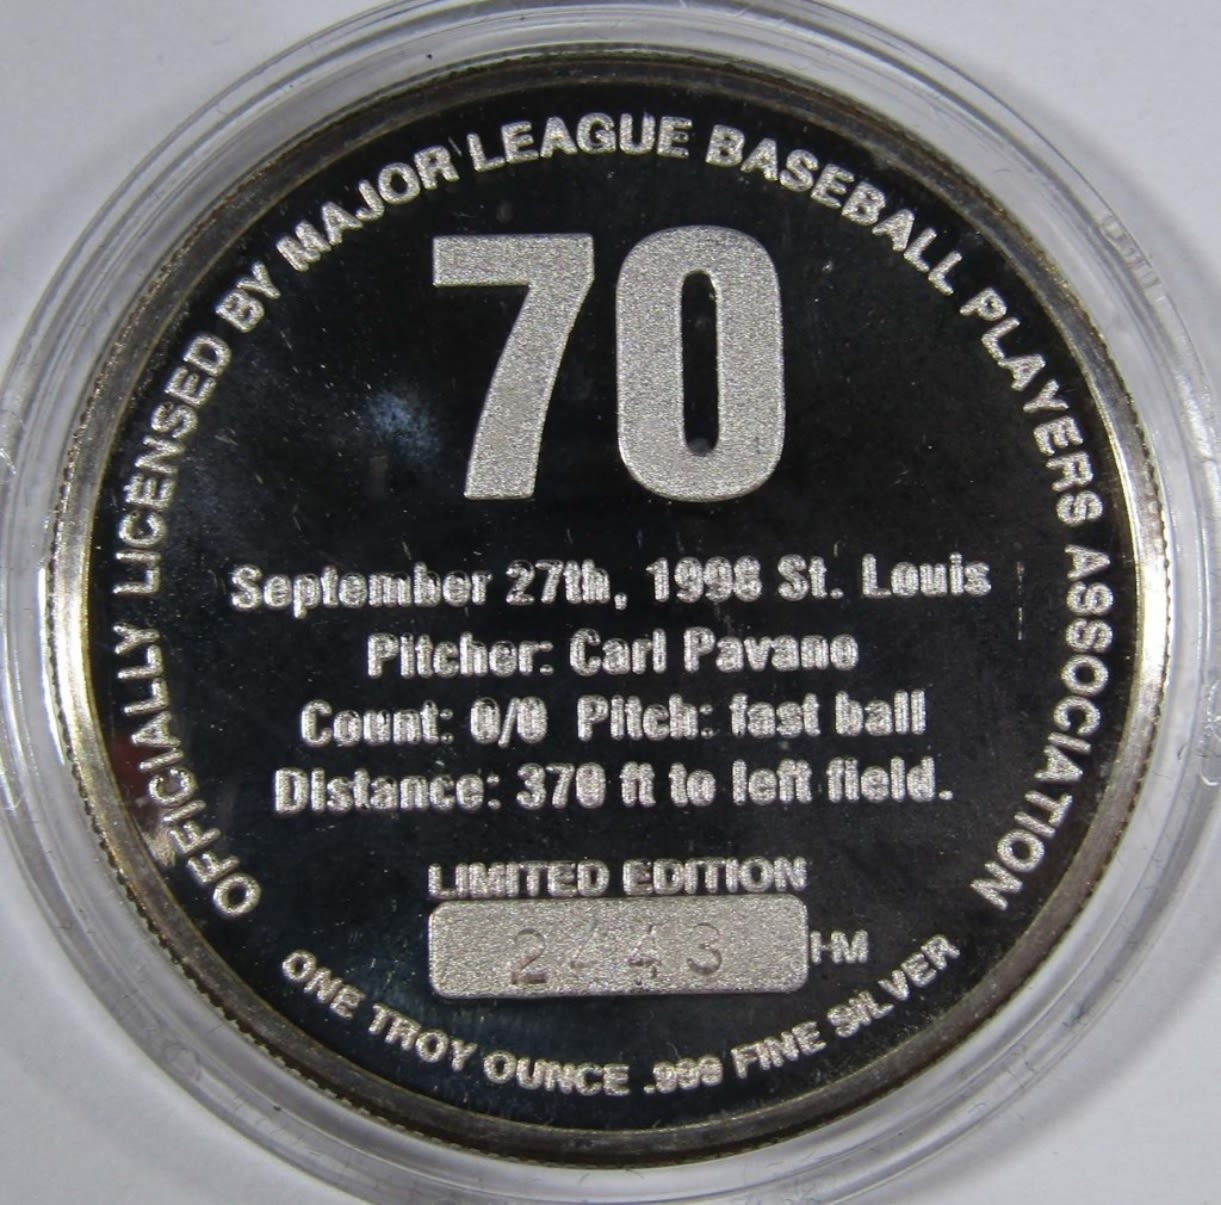 OFFICIALLY LICENSED BY MAJOR LEAGUE BASEBALL PLAYERS ASSOCIATION
70
September 27th, 1998 St. Louis
Pitcher: Carl Pavano
Count: 0/0 Pitch: fast ball
Distance: 370 ft to left field.
LIMITED EDITION
2443
ONE TROY OUNCE .999 FINE SILVER